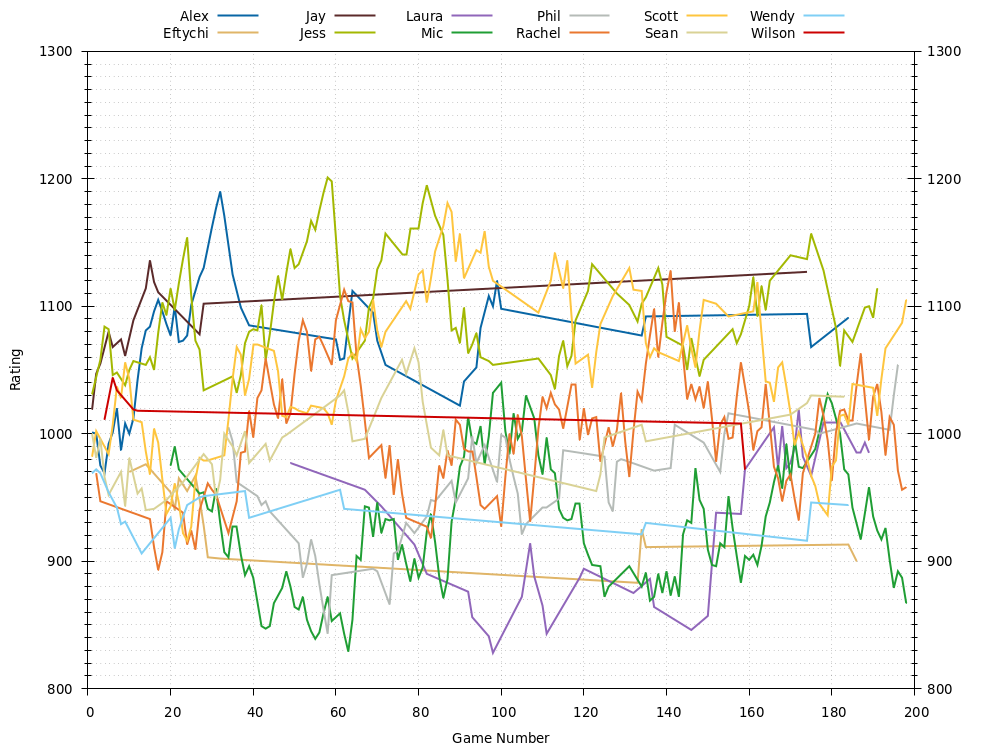 Alex Jay Laura Phil Scott Wendy
Eftychi Jess Mic Rachel Sean Wilson
1300 1300
1200 1200
1100 1100
1000 1000
900 900
800 800
Rating
0 20 40 60 80 100 120 140 160 180 200
Game Number